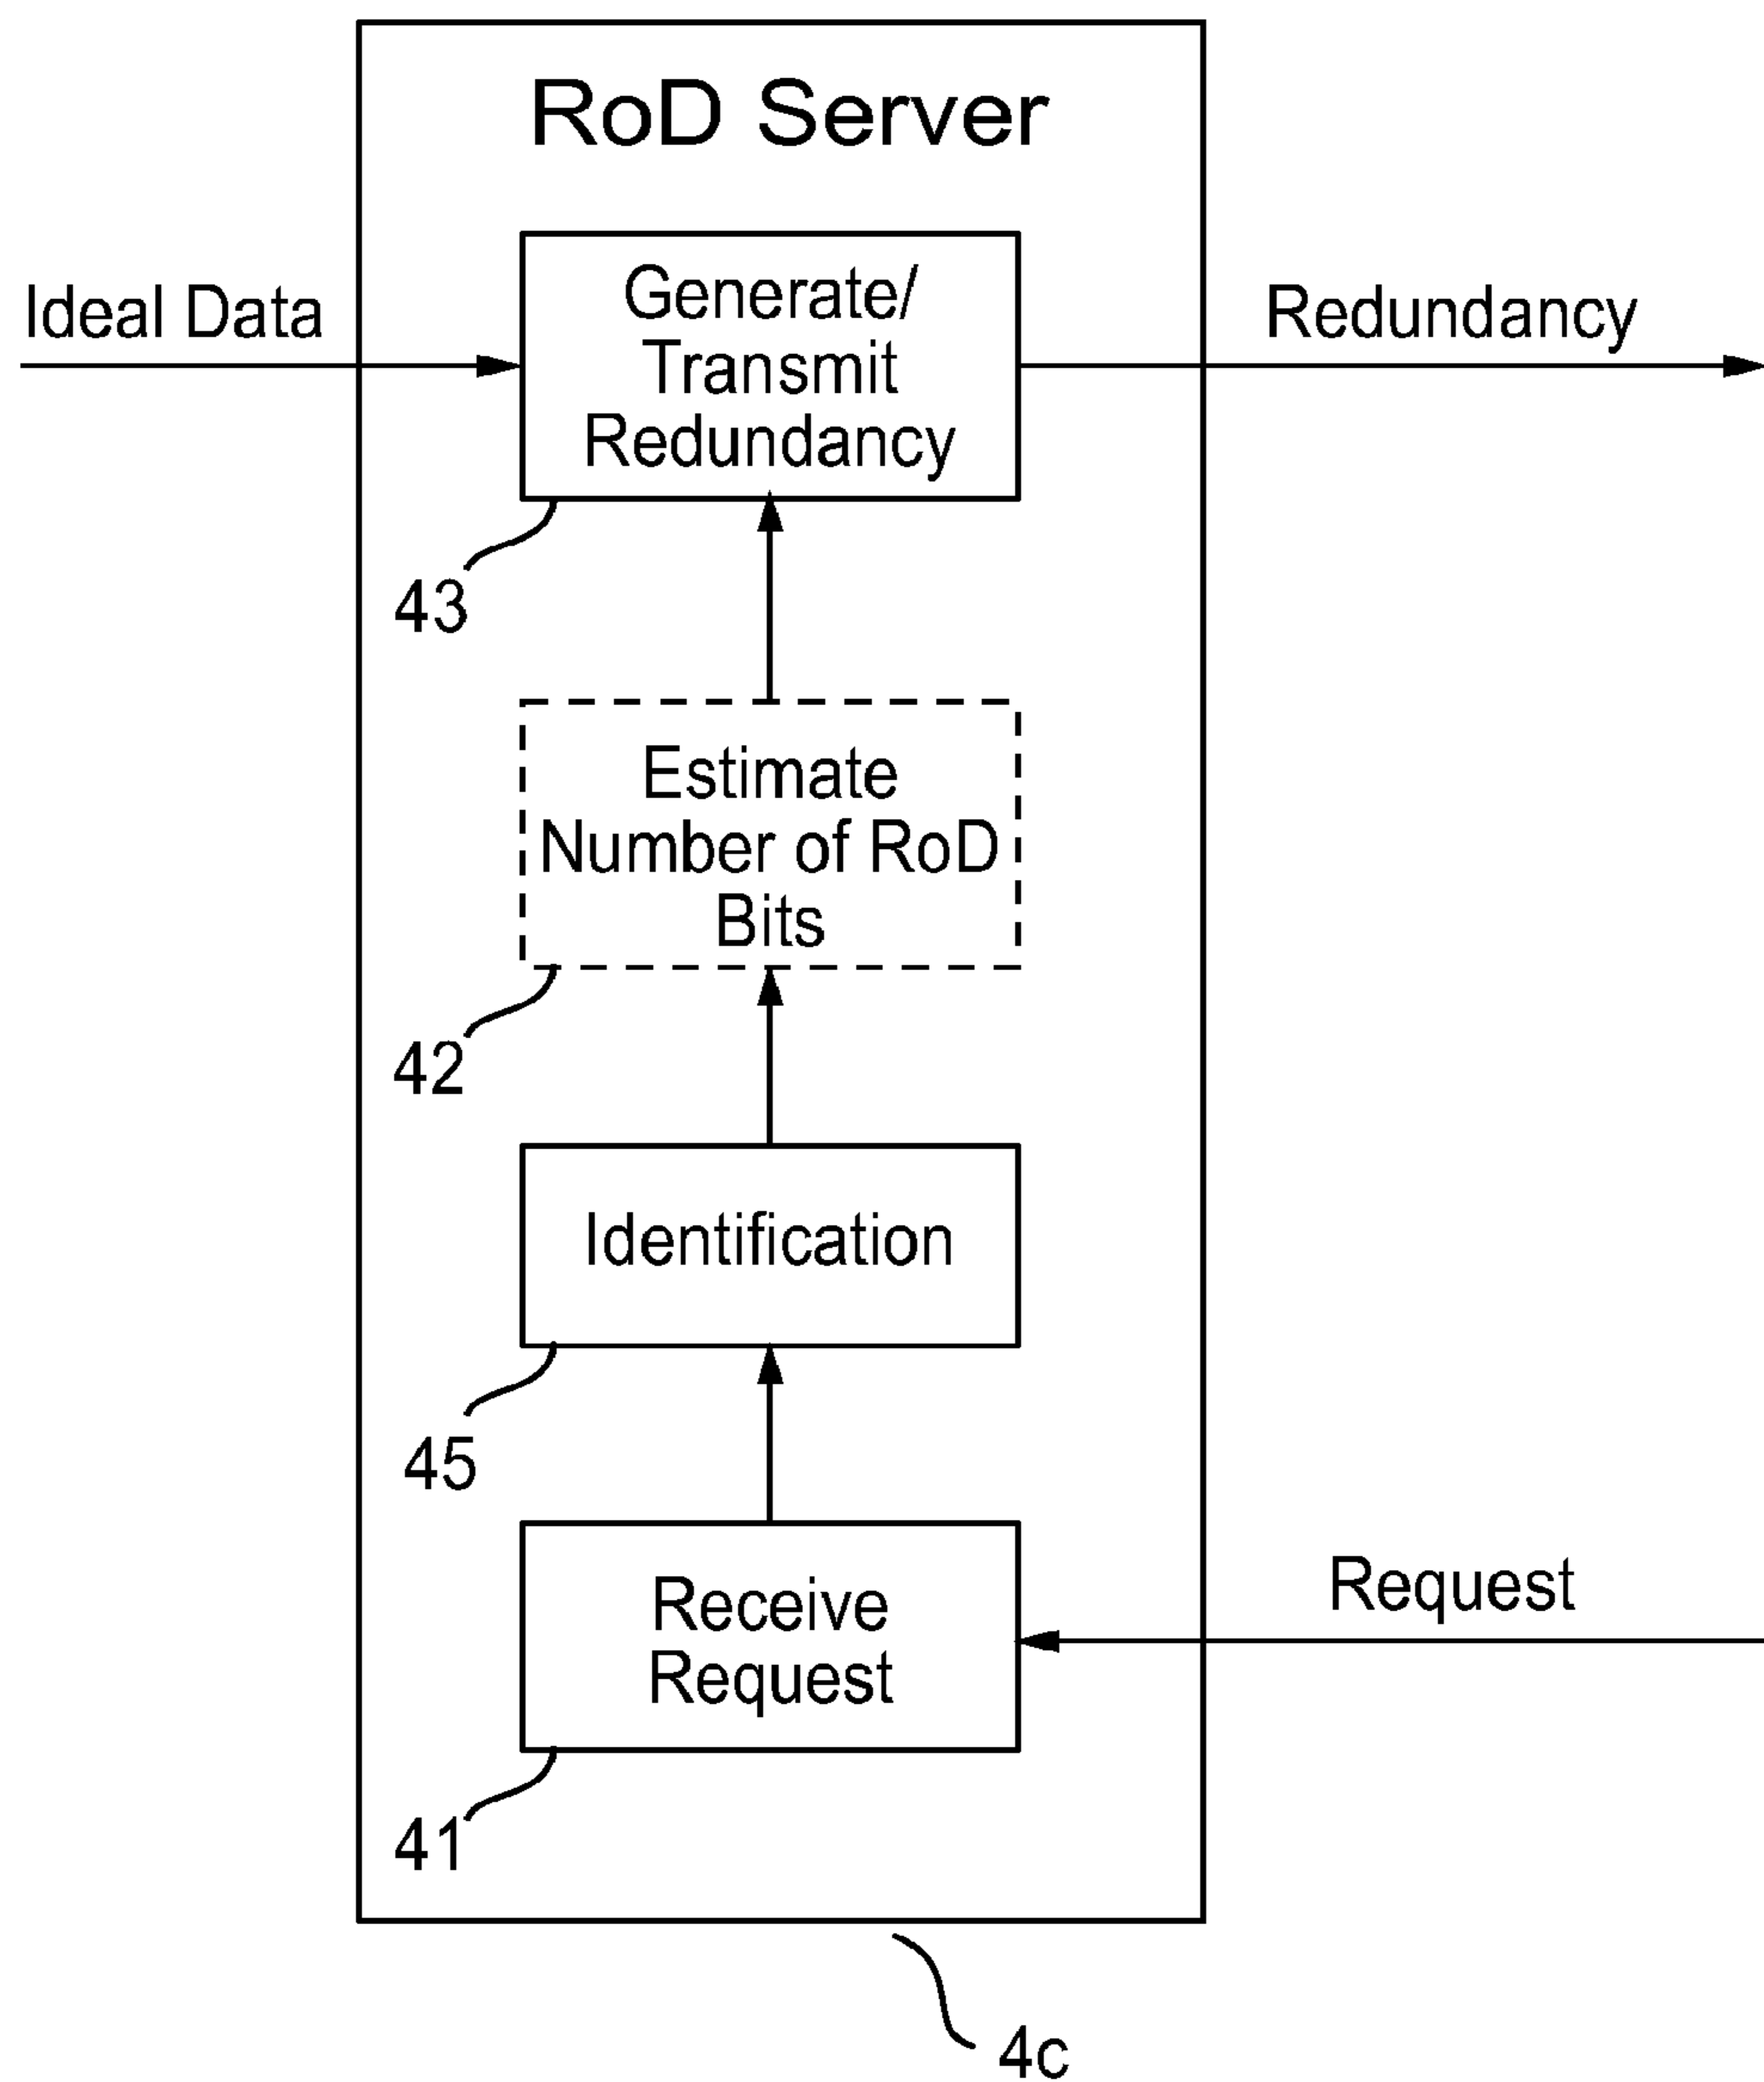 RoD Server
Ideal Data
Generate/
Transmit
Redundancy
Redundancy
43
Estimate
Number of RoD
Bits
42
Identification
45
Receive
Request
Request
41
4c